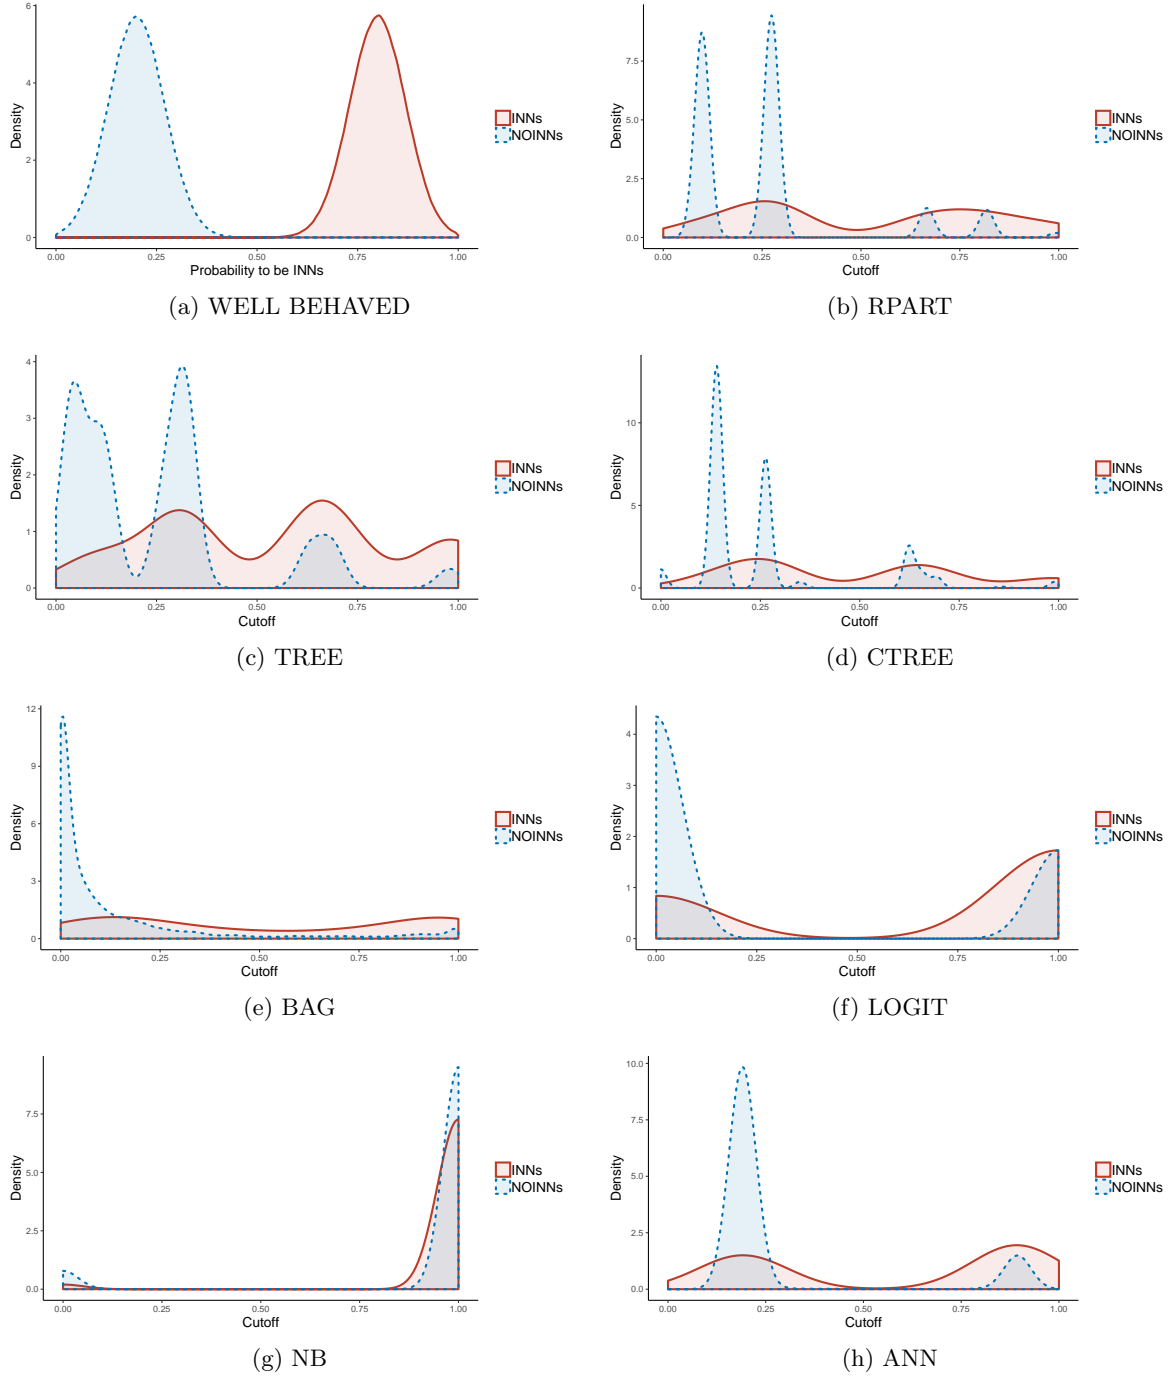 6
4
2
0
Density
0.00 0.25 0.50 0.75 1.00
Probability to be INNs
INNs
NOINNs
(a) WELL BEHAVED
7.5
5.0
2.5
0.0
Density
0.00 0.25 0.50 0.75 1.00
Cutoff
INNs
NOINNs
(b) RPART
4
3
2
1
0
Density
0.00 0.25 0.50 0.75 1.00
Cutoff
INNs
NOINNs
(c) TREE
10
5
0
Density
0.00 0.25 0.50 0.75 1.00
Cutoff
INNs
NOINNs
(d) CTREE
12
9
6
3
0
Density
0.00 0.25 0.50 0.75 1.00
Cutoff
INNs
NOINNs
(e) BAG
4
3
2
1
0
Density
0.00 0.25 0.50 0.75 1.00
Cutoff
INNs
NOINNs
(f) LOGIT
7.5
5.0
2.5
0.0
Density
0.00 0.25 0.50 0.75 1.00
Cutoff
INNs
NOINNs
(g) NB
10.0
7.5
5.0
2.5
0.0
Density
0.00 0.25 0.50 0.75 1.00
Cutoff
INNs
NOINNs
(h) ANN